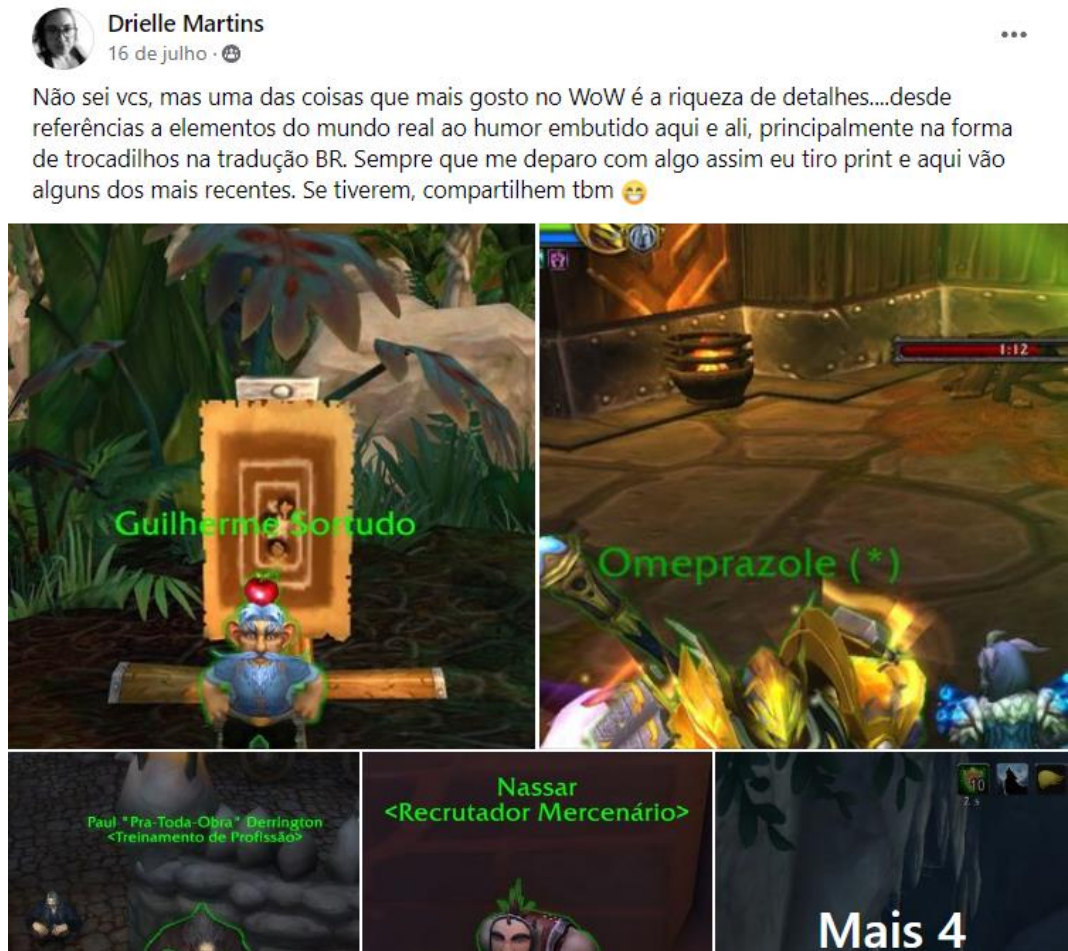 Drielle Martins
16 de julho ·
Não sei vcs, mas uma das coisas que mais gosto no WoW é a riqueza de detalhes....desde
referências a elementos do mundo real ao humor embutido aqui e ali, principalmente na forma
de trocadilhos na tradução BR. Sempre que me deparo com algo assim eu tiro print e aqui vão
alguns dos mais recentes. Se tiverem, compartilhem tbm 😁
Guilherme Sortudo
1:12
Omeprazole (*)
Paul "Pra-Toda-Obra" Derrington
<Treinamento de Profissão>
Nassar
<Recrutador Mercenário>
10
2 s
Mais 4